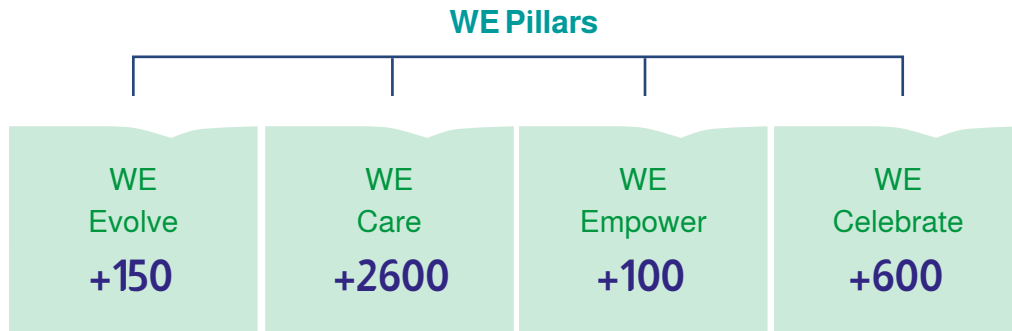 WE Pillars
WE
Evolve
+150
WE
Care
+2600
WE
Empower
+100
WE
Celebrate
+600